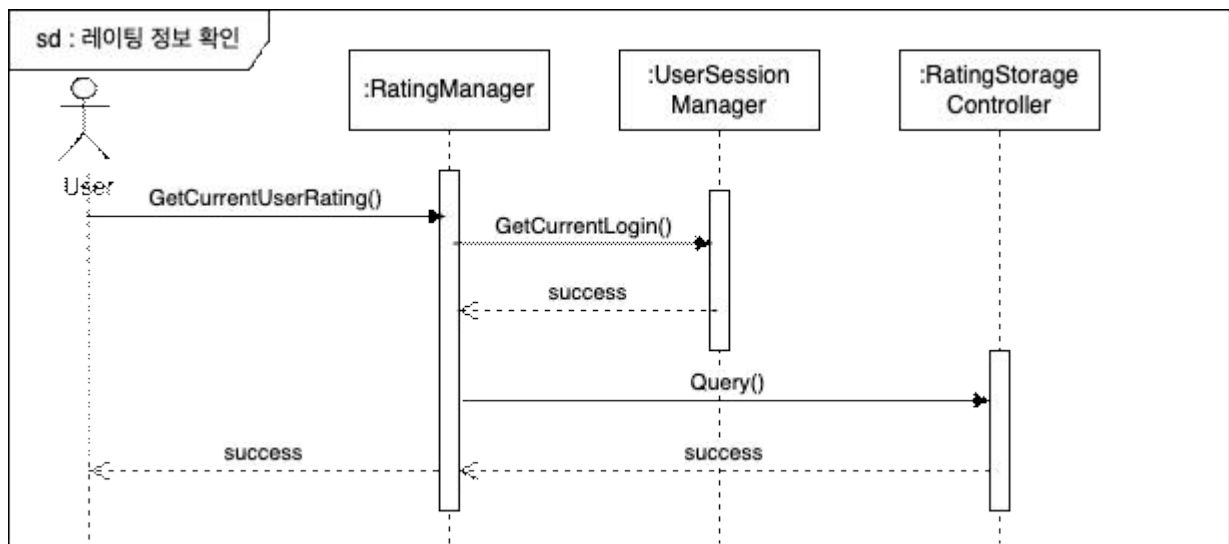 sd : 레이팅 정보 확인
:RatingManager
:UserSession
Manager
:RatingStorage
Controller
User
GetCurrentUserRating()
GetCurrentLogin()
success
Query()
success
success